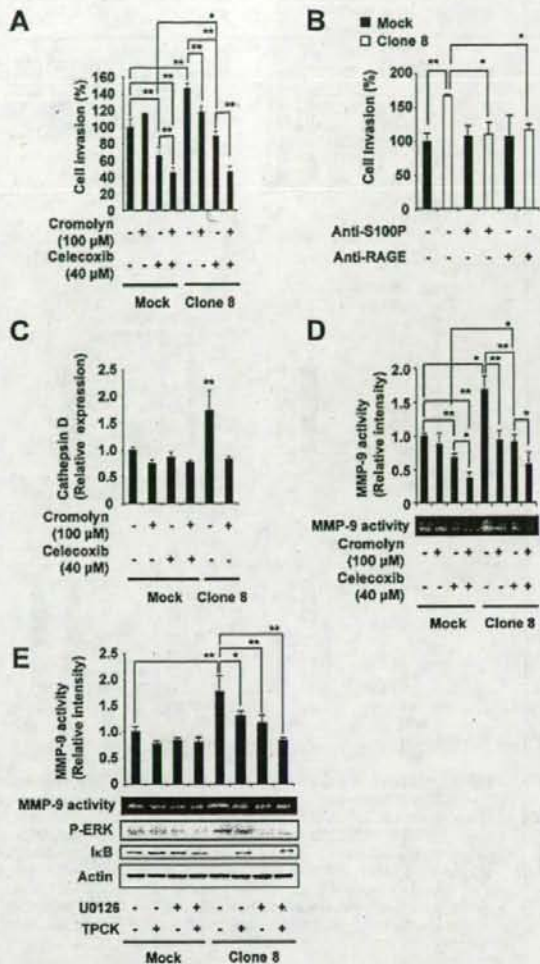 A
*
**
**
**
**
**
**
**
**
**
Cell invasion (%)
160
140
120
100
80
60
40
20
0
Cromolyn (100 μM) - + - + - + - +
Celecoxib (40 μM) - - + + - - + +
Mock Clone 8
B
Mock
Clone 8
*
** *
Cell Invasion (%)
200
150
100
50
0
Anti-S100P - - + + - -
Anti-RAGE - - - - + +
C
**
Cathepsin D (Relative expression)
2.5
2.0
1.5
1.0
0.5
0
Cromolyn (100 μM) - + - + - +
Celecoxib (40 μM) - - + + - -
Mock Clone 8
D
*
**
* **
**
** *
*
MMP-9 activity (Relative intensity)
2.0
1.5
1.0
0.5
0
MMP-9 activity
Cromolyn (100 μM) - + - + - + - +
Celecoxib (40 μM) - - + + - - + +
Mock Clone 8
E
**
**
** *
MMP-9 activity (Relative intensity)
2.5
2.0
1.5
1.0
0.5
0
MMP-9 activity
P-ERK
IκB
Actin
U0126 - - + + - - + +
TPCK - + - + - + - +
Mock Clone 8